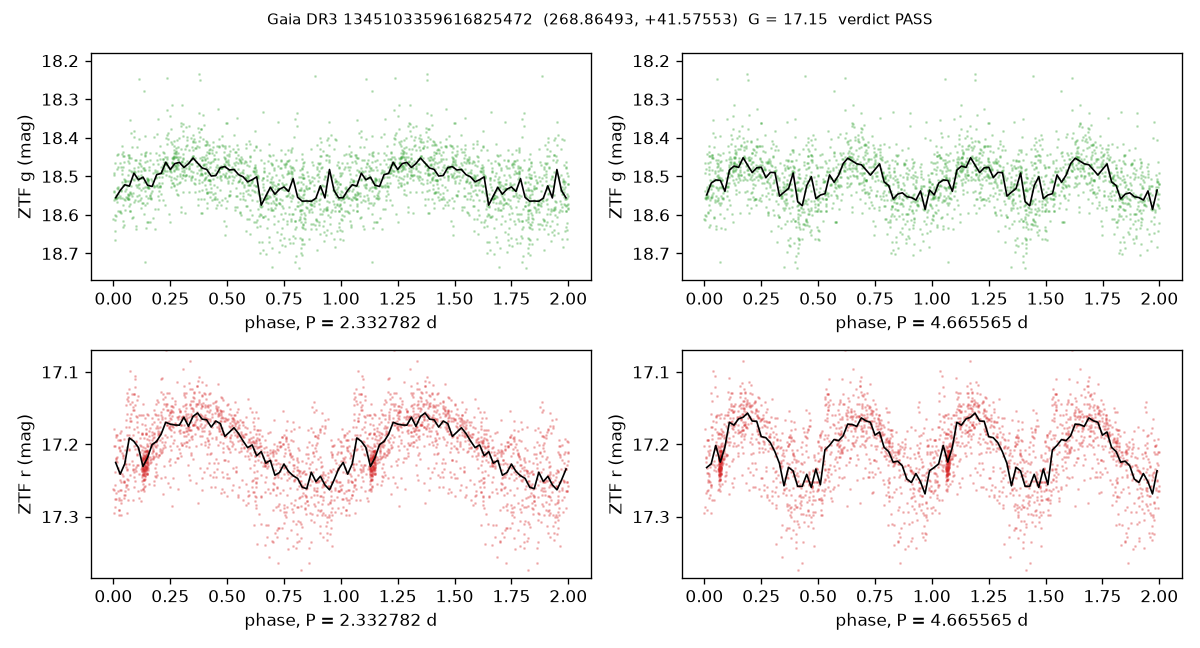 Gaia DR3 1345103359616825472 (268.86493, +41.57553) G = 17.15 verdict PASS
ZTF g (mag)
18.2
18.3
18.4
18.5
18.6
18.7
0.00 0.25 0.50 0.75 1.00 1.25 1.50 1.75 2.00
phase, P = 2.332782 d
ZTF g (mag)
18.2
18.3
18.4
18.5
18.6
18.7
0.00 0.25 0.50 0.75 1.00 1.25 1.50 1.75 2.00
phase, P = 4.665565 d
ZTF r (mag)
17.1
17.2
17.3
0.00 0.25 0.50 0.75 1.00 1.25 1.50 1.75 2.00
phase, P = 2.332782 d
ZTF r (mag)
17.1
17.2
17.3
0.00 0.25 0.50 0.75 1.00 1.25 1.50 1.75 2.00
phase, P = 4.665565 d